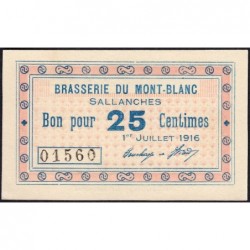 BRASSERIE DU MONT-BLANC
SALLANCHES
Bon pour 25 Centimes
1er JUILLET 1916
01560